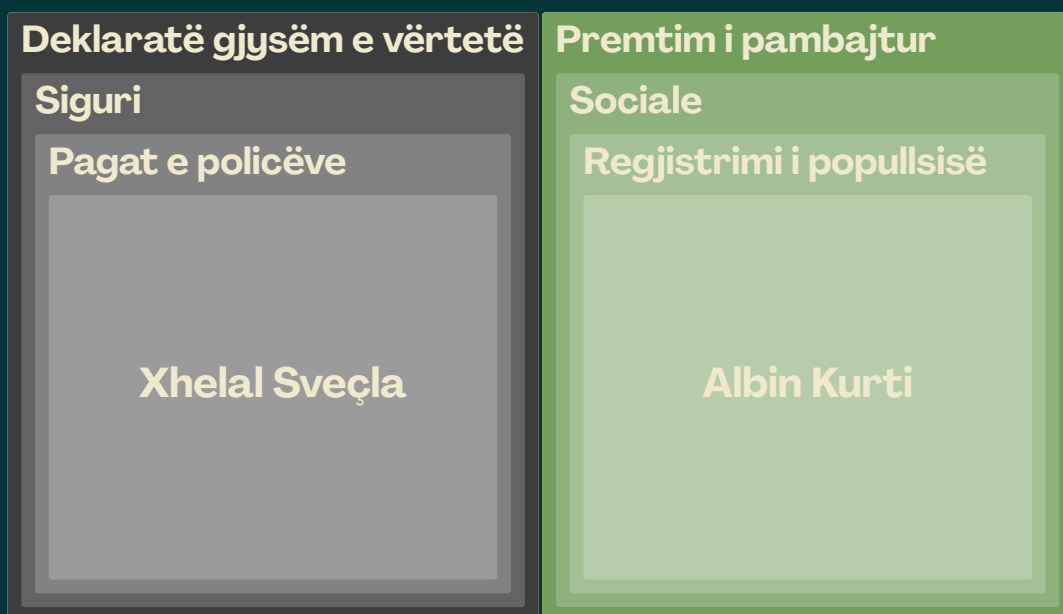 Deklaratë gjysëm e vërtetë
Siguri
Pagat e policëve
Xhelal Sveçla
Premtim i pambajtur
Sociale
Regjistrimi i popullsisë
Albin Kurti